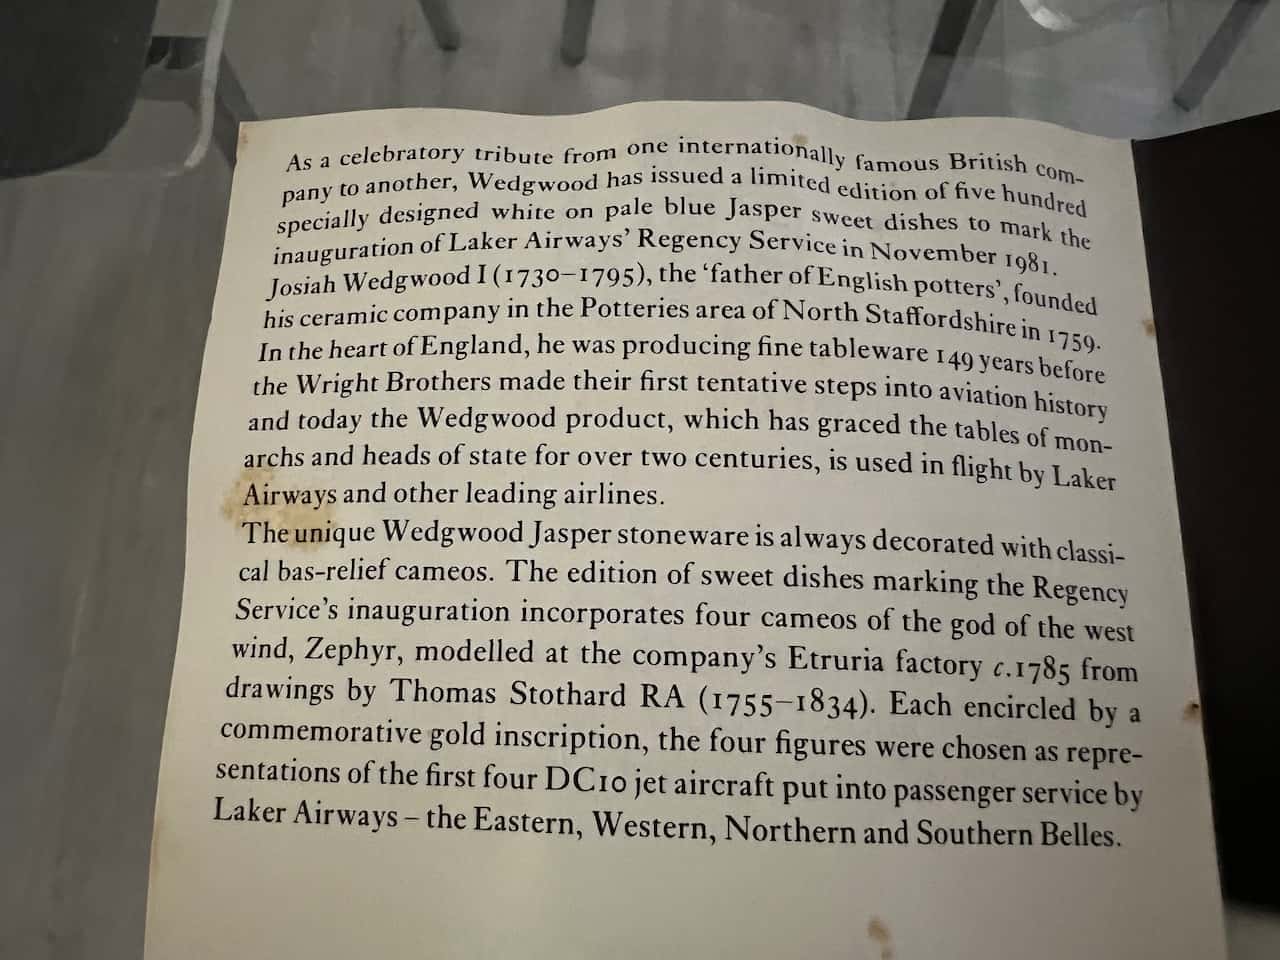 As a celebratory tribute from one internationally famous British com-
pany to another, Wedgwood has issued a limited edition of five hundred
specially designed white on pale blue Jasper sweet dishes to mark the
inauguration of Laker Airways’ Regency Service in November 1981.
Josiah Wedgwood I (1730–1795), the ‘father of English potters’, founded
his ceramic company in the Potteries area of North Staffordshire in 1759.
In the heart of England, he was producing fine tableware 149 years before
the Wright Brothers made their first tentative steps into aviation history
and today the Wedgwood product, which has graced the tables of mon-
archs and heads of state for over two centuries, is used in flight by Laker
Airways and other leading airlines.
The unique Wedgwood Jasper stoneware is always decorated with classi-
cal bas-relief cameos. The edition of sweet dishes marking the Regency
Service’s inauguration incorporates four cameos of the god of the west
wind, Zephyr, modelled at the company’s Etruria factory c.1785 from
drawings by Thomas Stothard RA (1755–1834). Each encircled by a
commemorative gold inscription, the four figures were chosen as repre-
sentations of the first four DC10 jet aircraft put into passenger service by
Laker Airways – the Eastern, Western, Northern and Southern Belles.